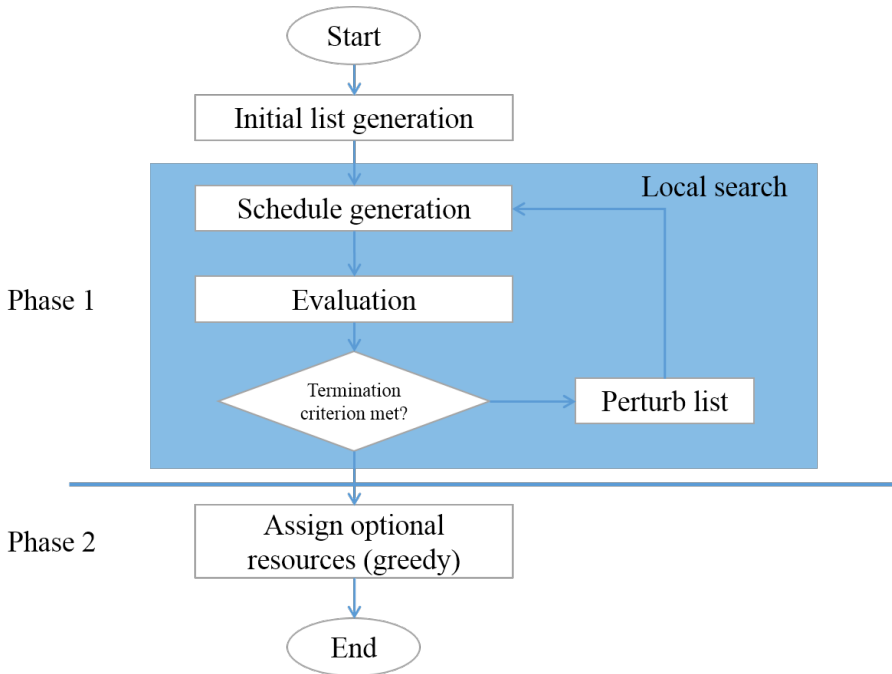 Start
Initial list generation
Local search
Schedule generation
Phase 1
Evaluation
Termination
criterion met?
Perturb list
Phase 2
Assign optional
resources (greedy)
End